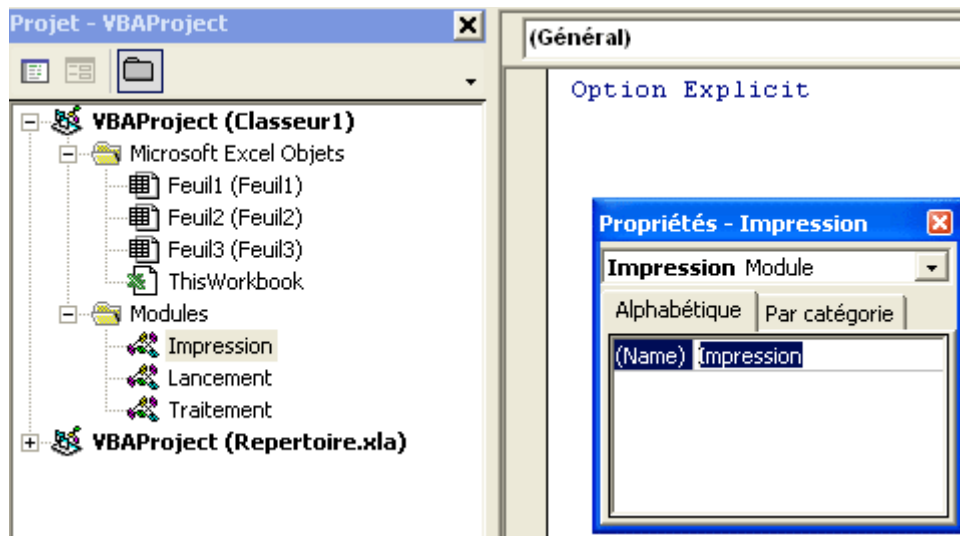 Projet - VBAProject
VBAProject (Classeur1)
Microsoft Excel Objets
Feuil1 (Feuil1)
Feuil2 (Feuil2)
Feuil3 (Feuil3)
ThisWorkbook
Modules
Impression
Lancement
Traitement
VBAProject (Repertoire.xla)
(Général)
Option Explicit
Propriétés - Impression
Impression Module
Alphabétique Par catégorie
(Name) Impression